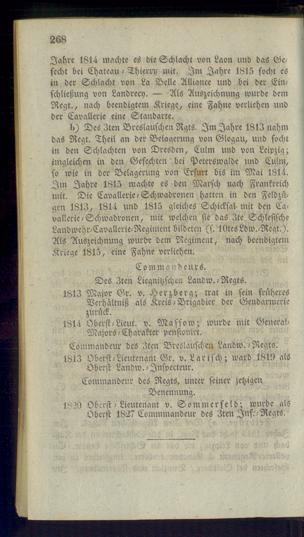 268
Jahre 1814 machte es die Schlacht von Laon und das Ge-
fecht bei Chateau-Thierry mit. Im Jahre 1815 focht es
in der Schlacht von La Belle Alliance und bei der Ein-
schließung von Landrecy. — Als Auszeichnung wurde dem
Regt., nach beendigtem Kriege, eine Fahne verliehen und
der Cavallerie eine Standarte.
b) Des 3ten Breslauschen Rgts. Im Jahre 1813 nahm
das Regt. Theil an der Belagerung von Glogau, und focht
in den Schlachten von Dresden, Culm und von Leipzig;
imgleichen in den Gefechten bei Peterswalde und Culm,
so wie in der Belagerung von Erfurt bis im Mai 1814.
Im Jahre 1815 machte es den Marsch nach Frankreich
mit. Die Cavallerie-Schwadronen hatten in den Feldzü-
gen 1813, 1814 und 1815 gleiches Schicksal mit den Ca-
vallerie-Schwadronen, mit welchen sie das 3te Schlesische
Landwehr-Cavallerie-Regiment bildeten (s. 10tes Ldw.-Regt.).
Als Auszeichnung wurde dem Regiment, nach beendigtem
Kriege 1815, eine Fahne verliehen.
Commandeurs.
Des 3ten Liegnitzschen Landw.-Regts.
1813 Major Gr. v. Herzberg; trat in sein früheres
Verhältniß als Kreis-Brigadier der Gendarmerie
zurück.
1814 Oberst-Lieut. v. Massow; wurde mit General-
Majors-Charakter pensionirt.
Commandeur des 3ten Breslauschen Landw.-Regts.
1813 Oberst-Lieutenant Gr. v. Larisch; ward 1819 als
Oberst Landw.-Inspecteur.
Commandeur des Regts. unter seiner jetzigen
Benennung.
1820 Oberst-Lieutenant v. Sommerfeld; wurde als
Oberst 1827 Commmandeur des 3ten Inf.-Regts.